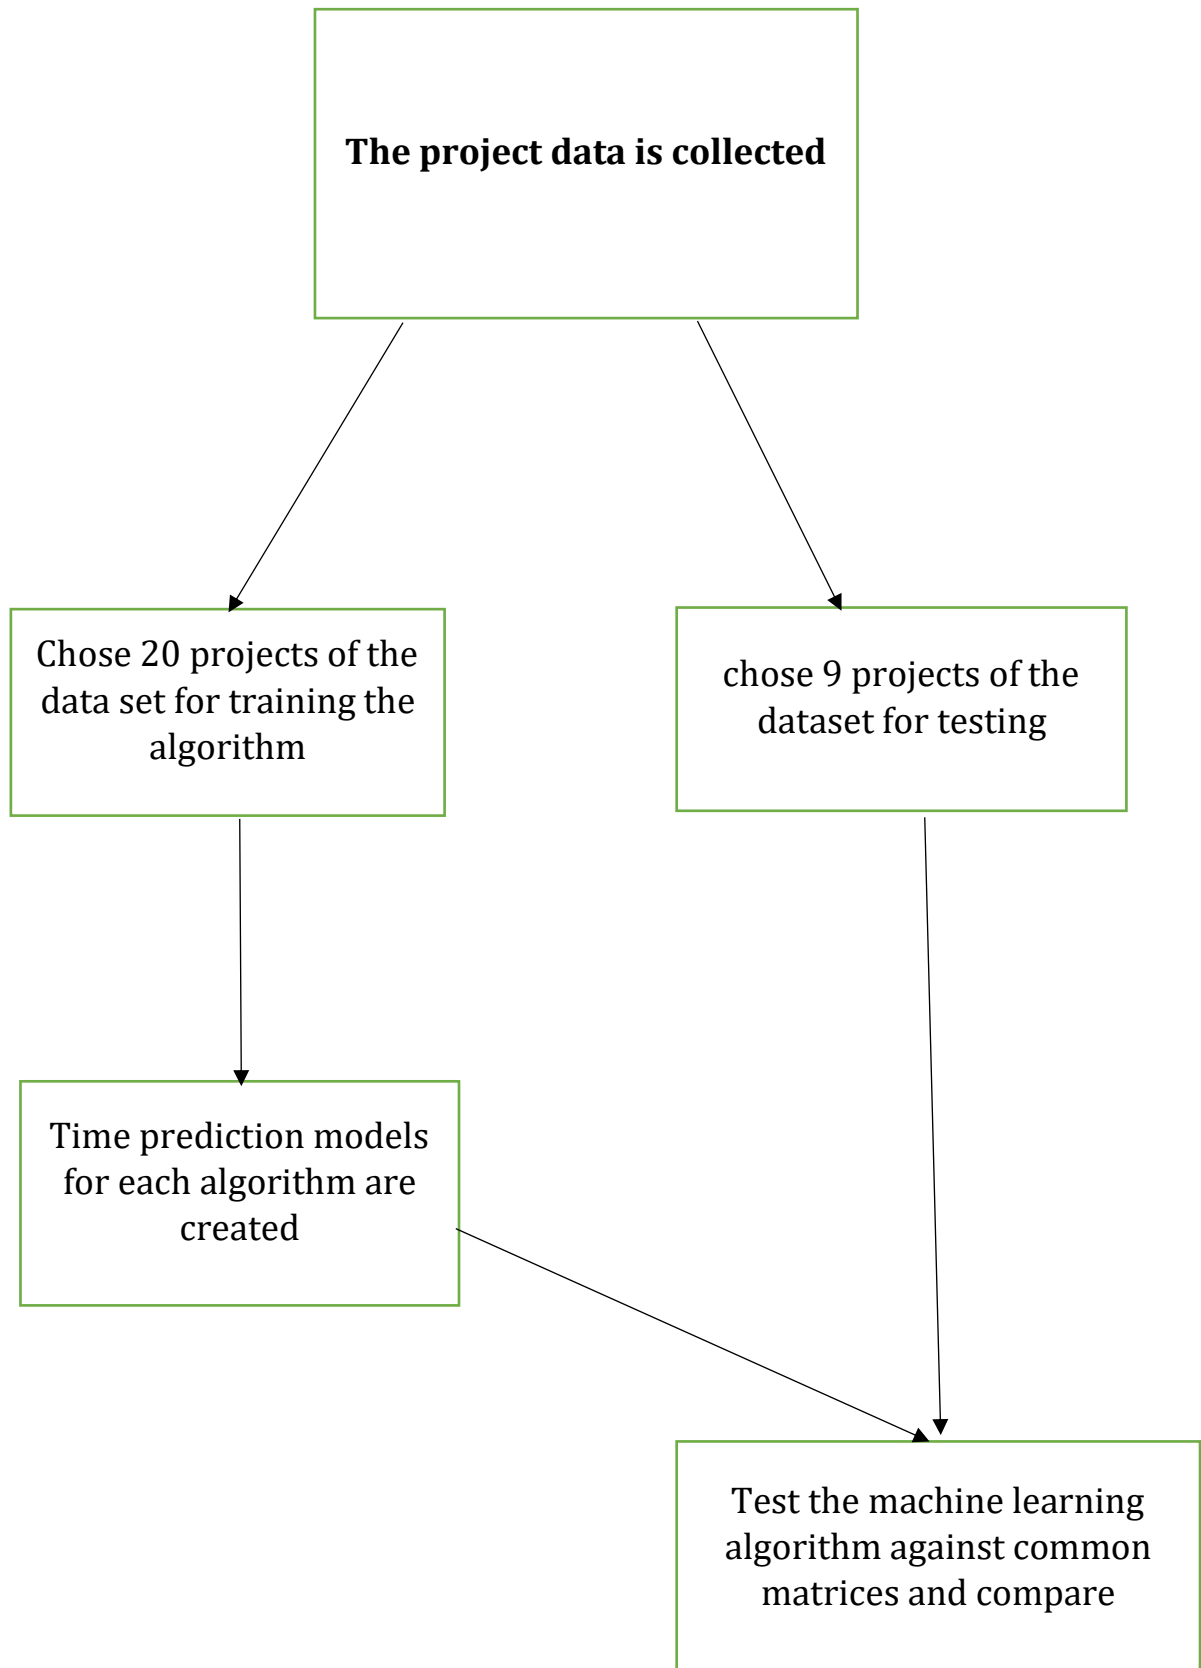 The project data is collected
Chose 20 projects of the
data set for training the
algorithm
chose 9 projects of the
dataset for testing
Time prediction models
for each algorithm are
created
Test the machine learning
algorithm against common
matrices and compare